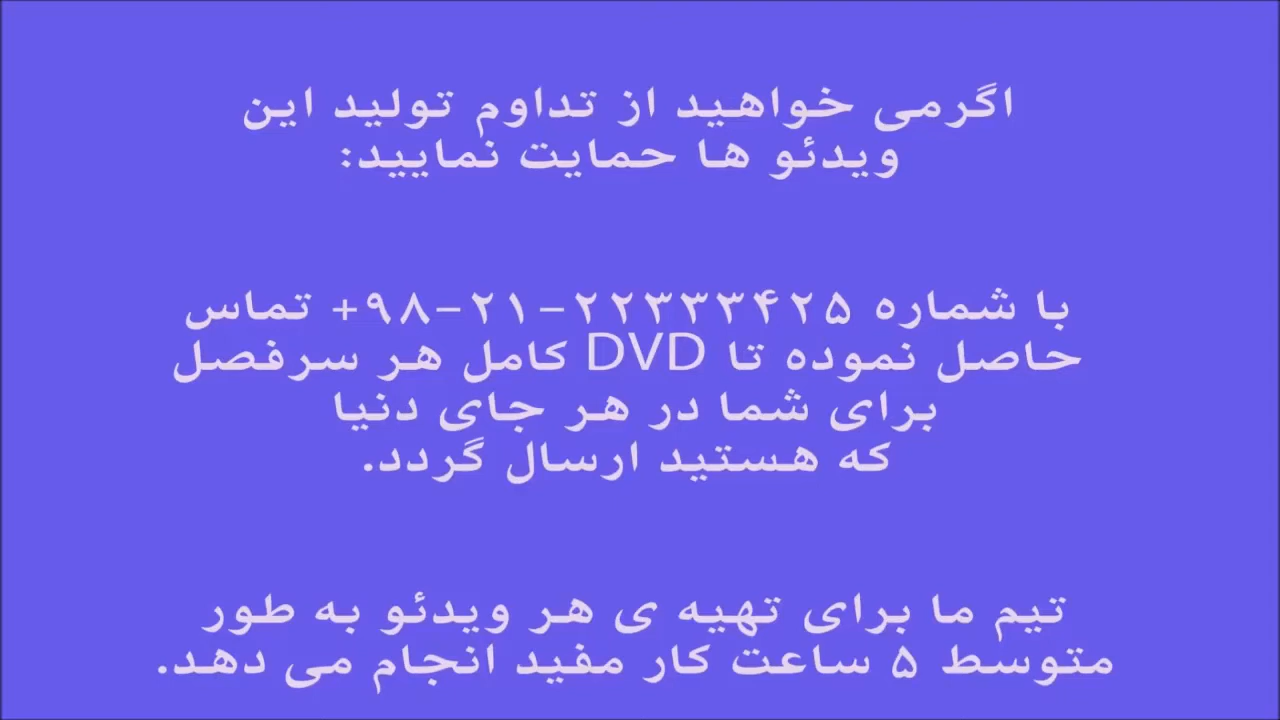 اگرمی خواهید از تداوم تولید این
ویدئو ها حمایت نمایید:
با شماره ۲۲۳۳۳۴۲۵-۲۱-۹۸+ تماس
حاصل نموده تا DVD کامل هر سرفصل
برای شما در هر جای دنیا
که هستید ارسال گردد.
تیم ما برای تهیه ی هر ویدئو به طور
متوسط ۵ ساعت کار مفید انجام می دهد.